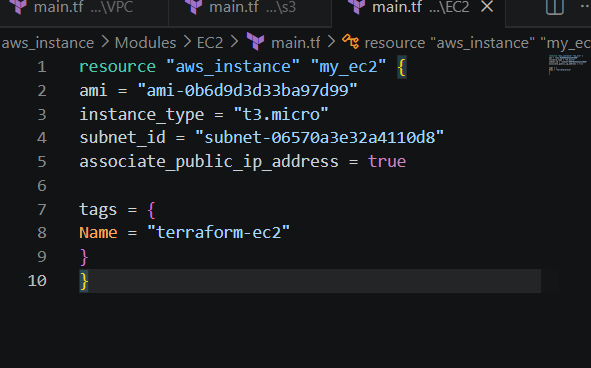 main.tf ...\VPC main.tf ...\s3 main.tf ...\EC2
aws_instance > Modules > EC2 > main.tf > resource "aws_instance" "my_ec
1 resource "aws_instance" "my_ec2" {
2 ami = "ami-0b6d9d3d33ba97d99"
3 instance_type = "t3.micro"
4 subnet_id = "subnet-06570a3e32a4110d8"
5 associate_public_ip_address = true
6
7 tags = {
8 Name = "terraform-ec2"
9 }
10 }